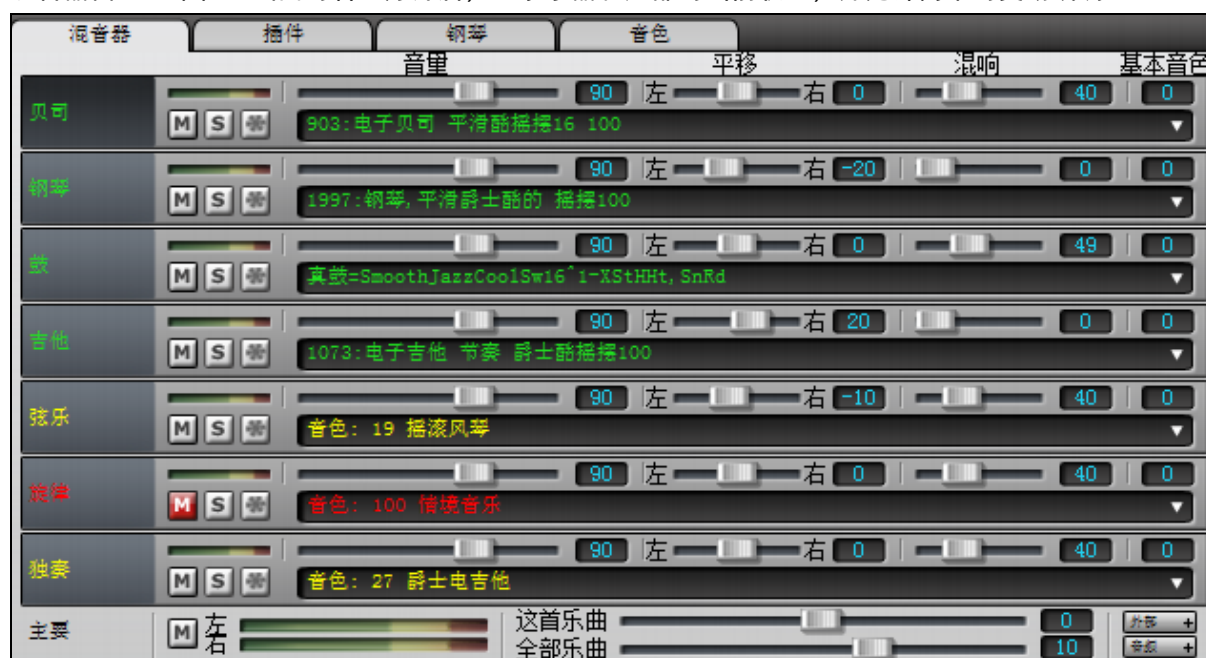 混音器 插件 钢琴 音色
音量 平移 混响 基本音色
贝司 90 左 右 0 40 0
M S 903:电子贝司 平滑酷摇摆16 100
钢琴 90 左 右 -20 0 0
M S 1997:钢琴,平滑爵士酷的 摇摆100
鼓 90 左 右 0 49 0
M S 真鼓=SmoothJazzCoolSw16^1-XStHHt,SnRd
吉他 90 左 右 20 0 0
M S 1073:电子吉他 节奏 爵士酷摇摆100
弦乐 90 左 右 -10 40 0
M S 音色: 19 摇滚风琴
旋律 90 左 右 0 40 0
M S 音色: 100 情境音乐
独奏 90 左 右 0 40 0
M S 音色: 27 爵士电吉他
主要 M 左 这首乐曲 0 外部 +
右 全部乐曲 10 音频 +